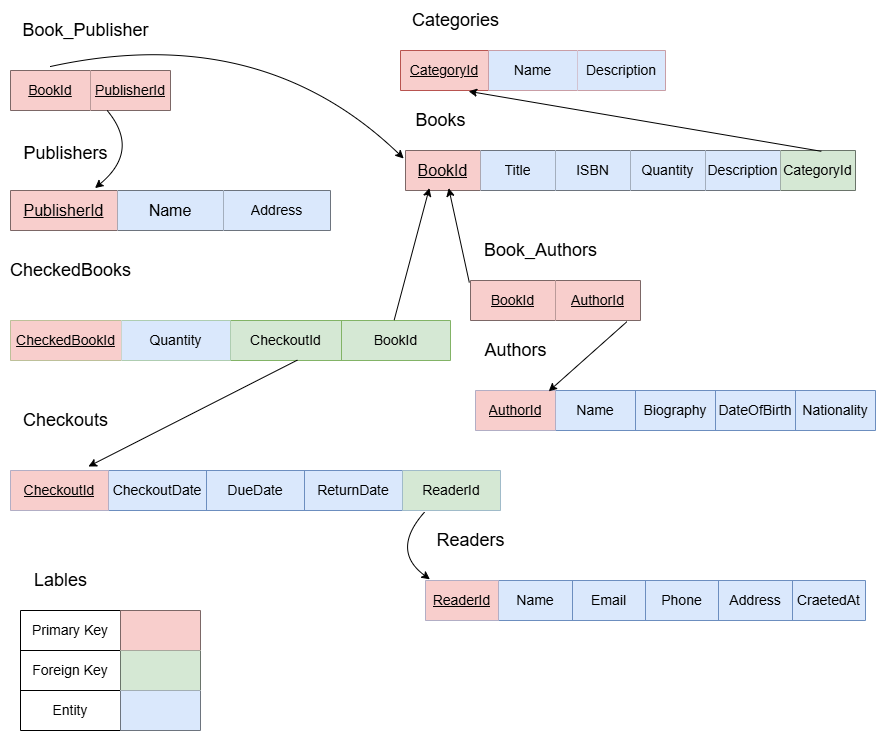 Book_Publisher
BookId PublisherId
Publishers
PublisherId Name Address
Categories
CategoryId Name Description
Books
BookId Title ISBN Quantity Description CategoryId
CheckedBooks
CheckedBookId Quantity CheckoutId BookId
Book_Authors
BookId AuthorId
Authors
AuthorId Name Biography DateOfBirth Nationality
Checkouts
CheckoutId CheckoutDate DueDate ReturnDate ReaderId
Readers
ReaderId Name Email Phone Address CraetedAt
Lables
Primary Key
Foreign Key
Entity